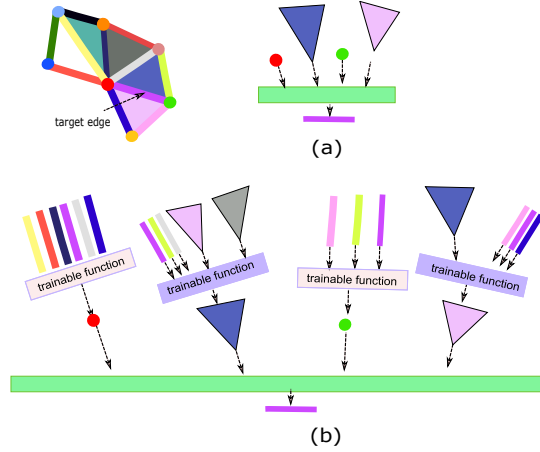 target edge
(a)
trainable function
trainable function
trainable function
trainable function
(b)